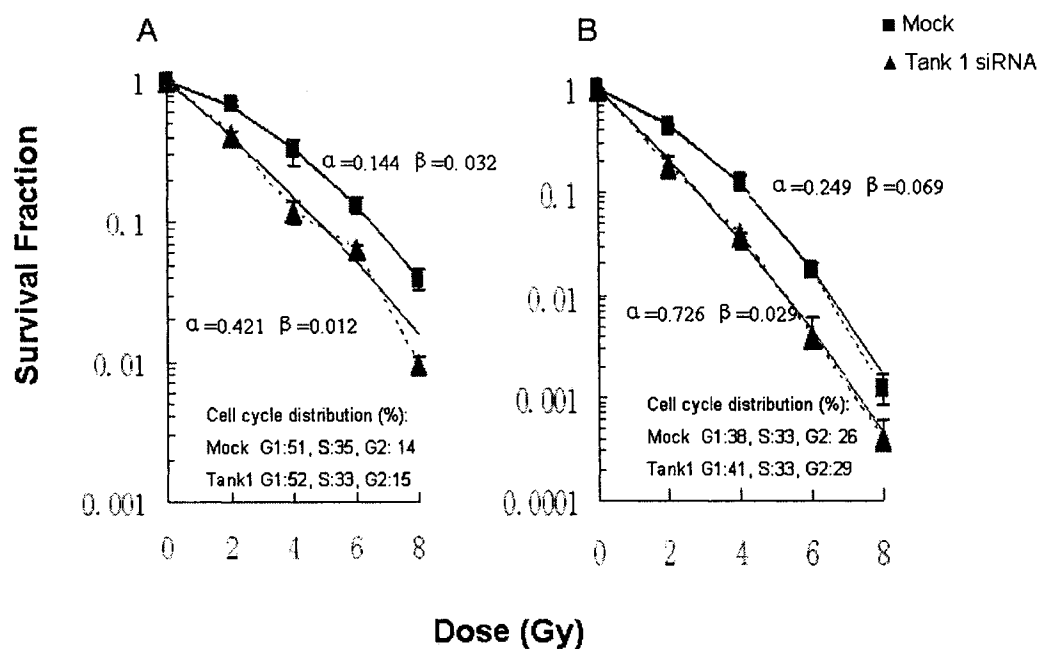 A
B
■ Mock
▲ Tank 1 siRNA
Survival Fraction
1
0.1
0.01
0.001
α=0.144 β=0.032
α=0.421 β=0.012
Cell cycle distribution (%):
Mock G1:51, S:35, G2: 14
Tank1 G1:52, S:33, G2:15
0 2 4 6 8
1
0.1
0.01
0.001
0.0001
α=0.249 β=0.069
α=0.726 β=0.029
Cell cycle distribution (%):
Mock G1:38, S:33, G2: 26
Tank1 G1:41, S:33, G2:29
0 2 4 6 8
Dose (Gy)